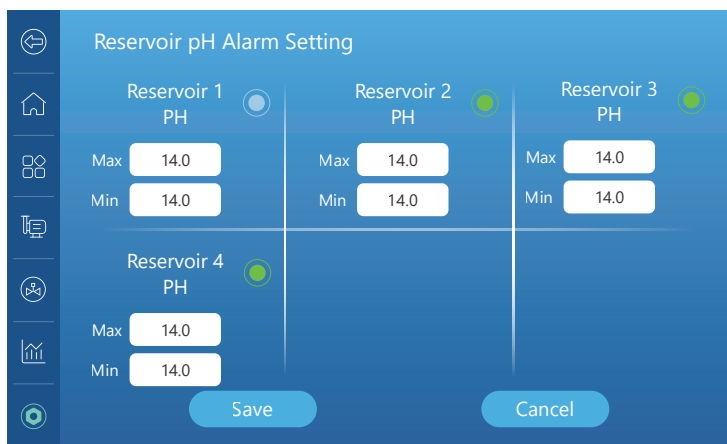 Reservoir pH Alarm Setting
Reservoir 1
PH
Max 14.0
Min 14.0
Reservoir 2
PH
Max 14.0
Min 14.0
Reservoir 3
PH
Max 14.0
Min 14.0
Reservoir 4
PH
Max 14.0
Min 14.0
Save
Cancel